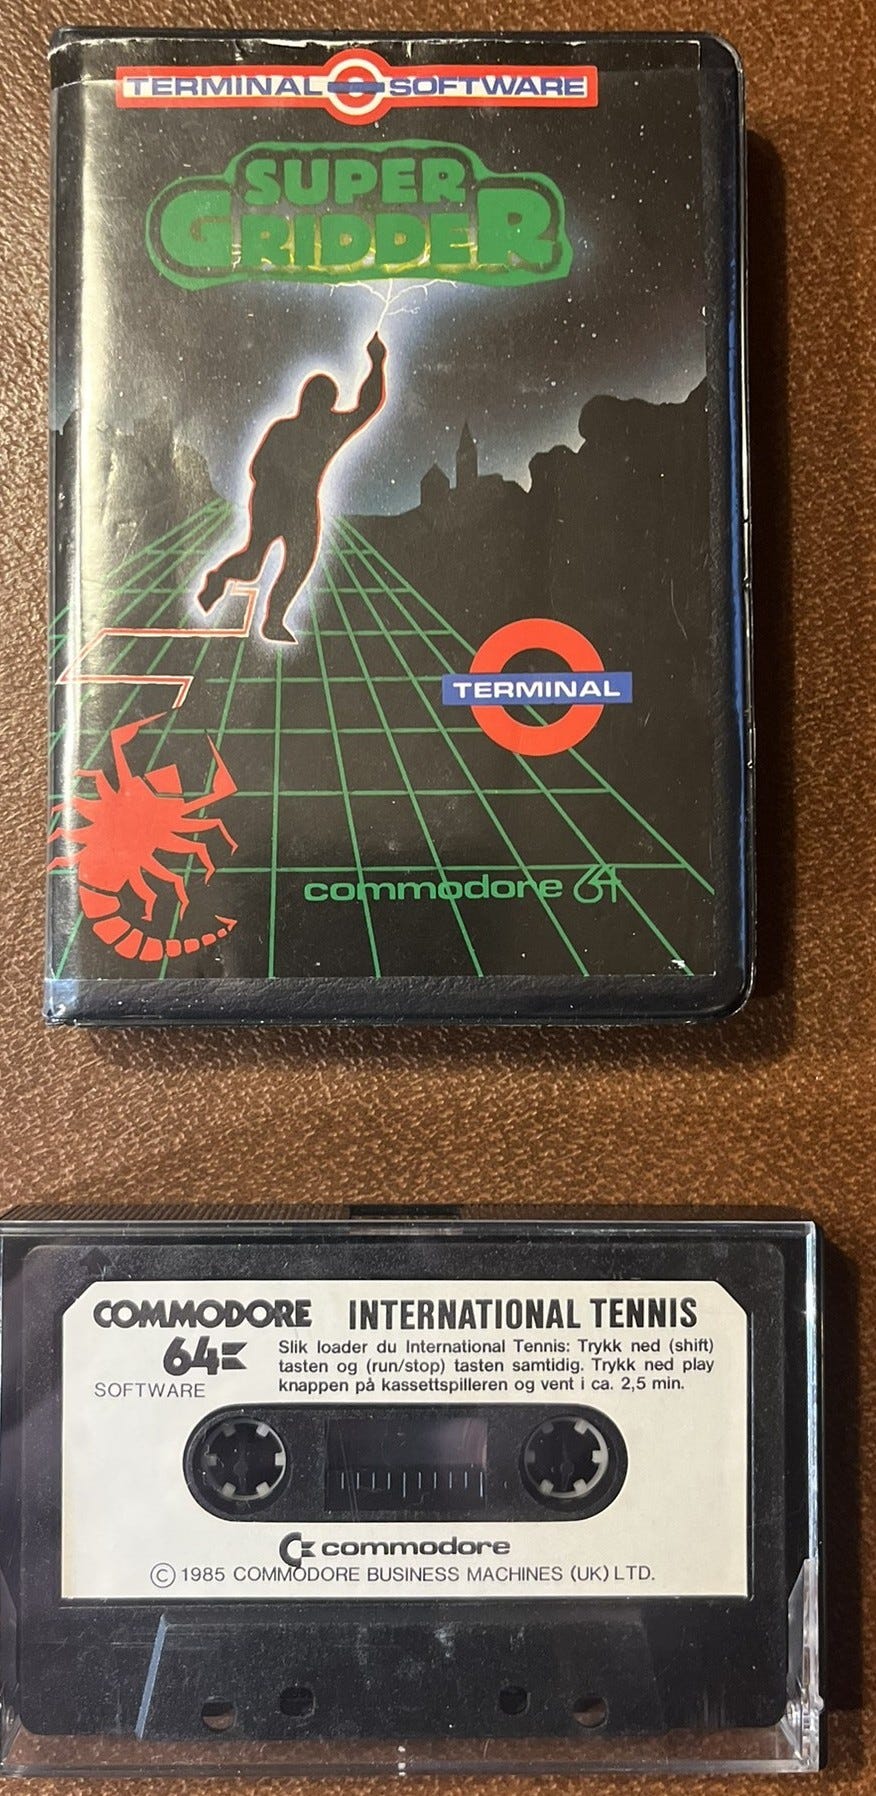 TERMINAL SOFTWARE
SUPER
GRIDDER
TERMINAL
commodore 64
COMMODORE INTERNATIONAL TENNIS
64
SOFTWARE
Slik loader du International Tennis: Trykk ned (shift)
tasten og (run/stop) tasten samtidig. Trykk ned play
knappen på kassettspilleren og vent i ca. 2,5 min.
commodore
© 1985 COMMODORE BUSINESS MACHINES (UK) LTD.